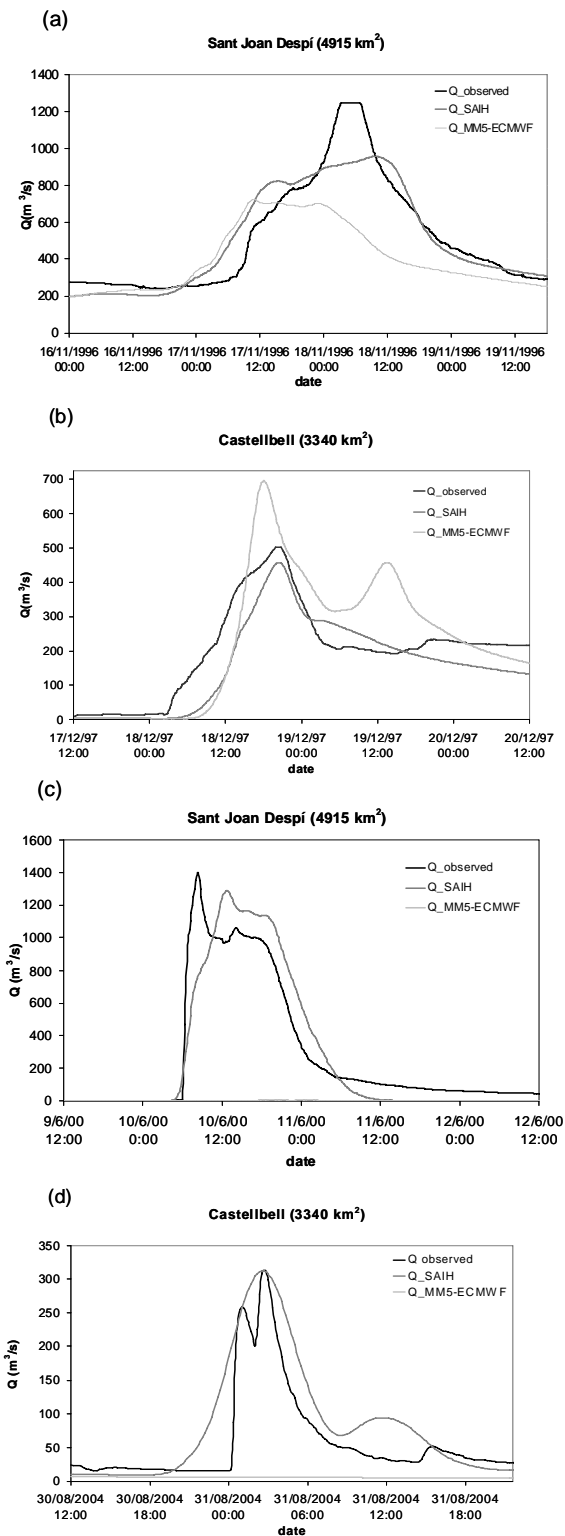 (a)
Sant Joan Despí (4915 km²)
1400
1200
1000
800
600
400
200
0
Q(m³/s)
Q_observed
Q_SAIH
Q_MM5-ECMWF
16/11/1996 16/11/1996 17/11/1996 17/11/1996 18/11/1996 18/11/1996 19/11/1996 19/11/1996
00:00 12:00 00:00 12:00 00:00 12:00 00:00 12:00
date
(b)
Castellbell (3340 km²)
700
600
500
400
300
200
100
0
Q(m³/s)
Q_observed
Q_SAIH
Q_MM5-ECMWF
17/12/97 18/12/97 18/12/97 19/12/97 19/12/97 20/12/97 20/12/97
12:00 00:00 12:00 00:00 12:00 00:00 12:00
date
(c)
Sant Joan Despí (4915 km²)
1600
1400
1200
1000
800
600
400
200
0
Q (m³/s)
Q_observed
Q_SAIH
Q_MM5-ECMWF
9/6/00 10/6/00 10/6/00 11/6/00 11/6/00 12/6/00 12/6/00
12:00 0:00 12:00 0:00 12:00 0:00 12:00
date
(d)
Castellbell (3340 km²)
350
300
250
200
150
100
50
0
Q (m³/s)
Q observed
Q_SAIH
Q_MM5-ECMWF
30/08/2004 30/08/2004 31/08/2004 31/08/2004 31/08/2004 31/08/2004
12:00 18:00 00:00 06:00 12:00 18:00
date